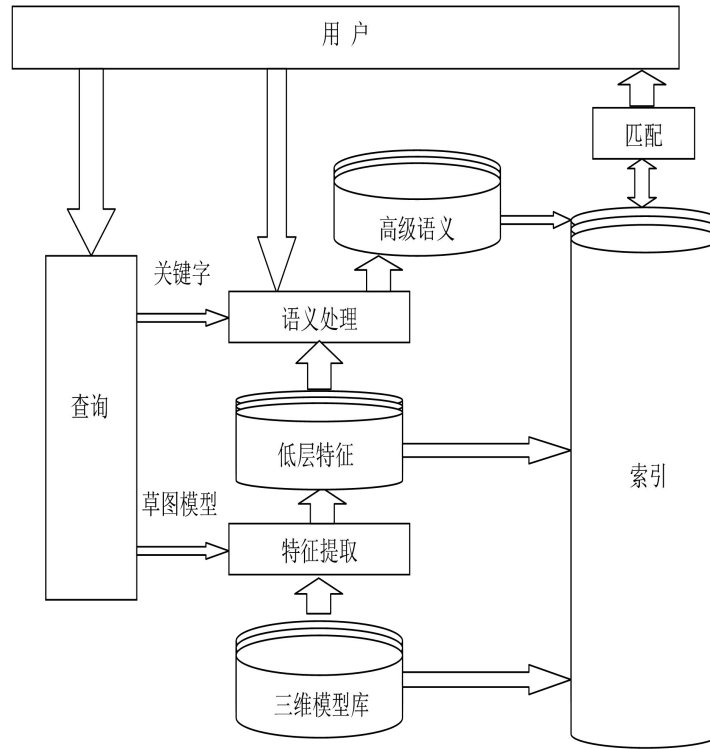 用 户
匹配
高级语义
关键字
语义处理
查询
低层特征
索引
草图模型
特征提取
三维模型库